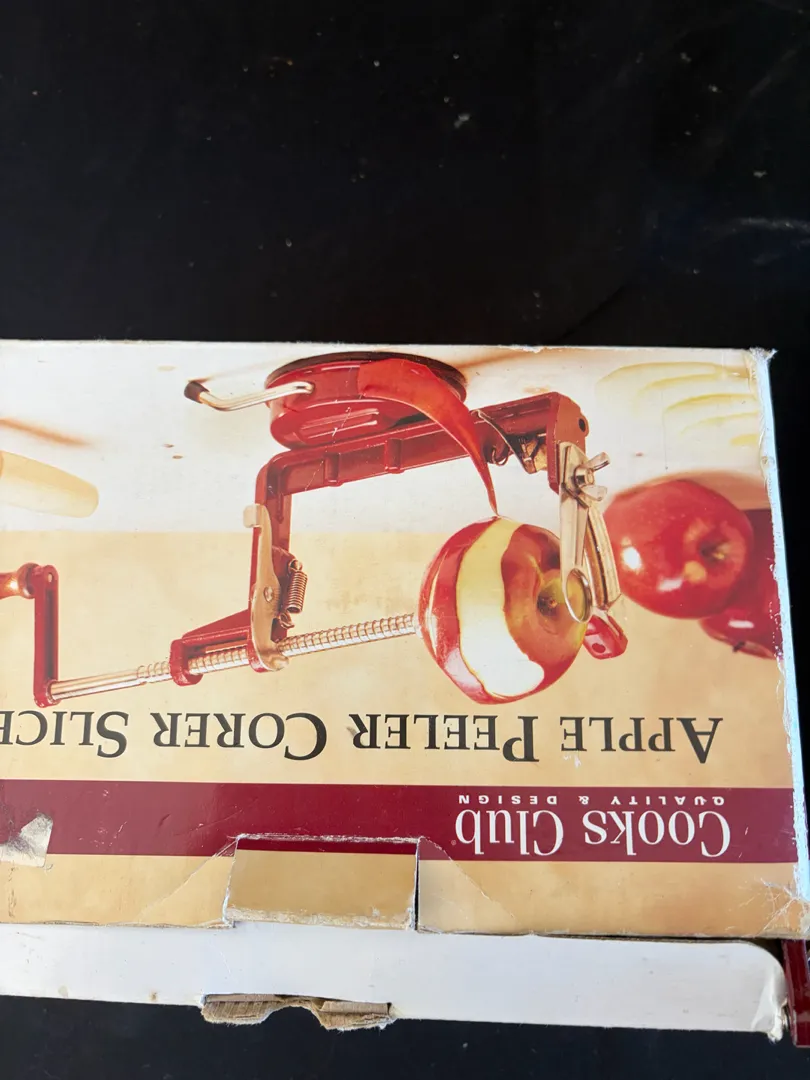 Cooks Club
QUALITY & DESIGN
APPLE PEELER CORER